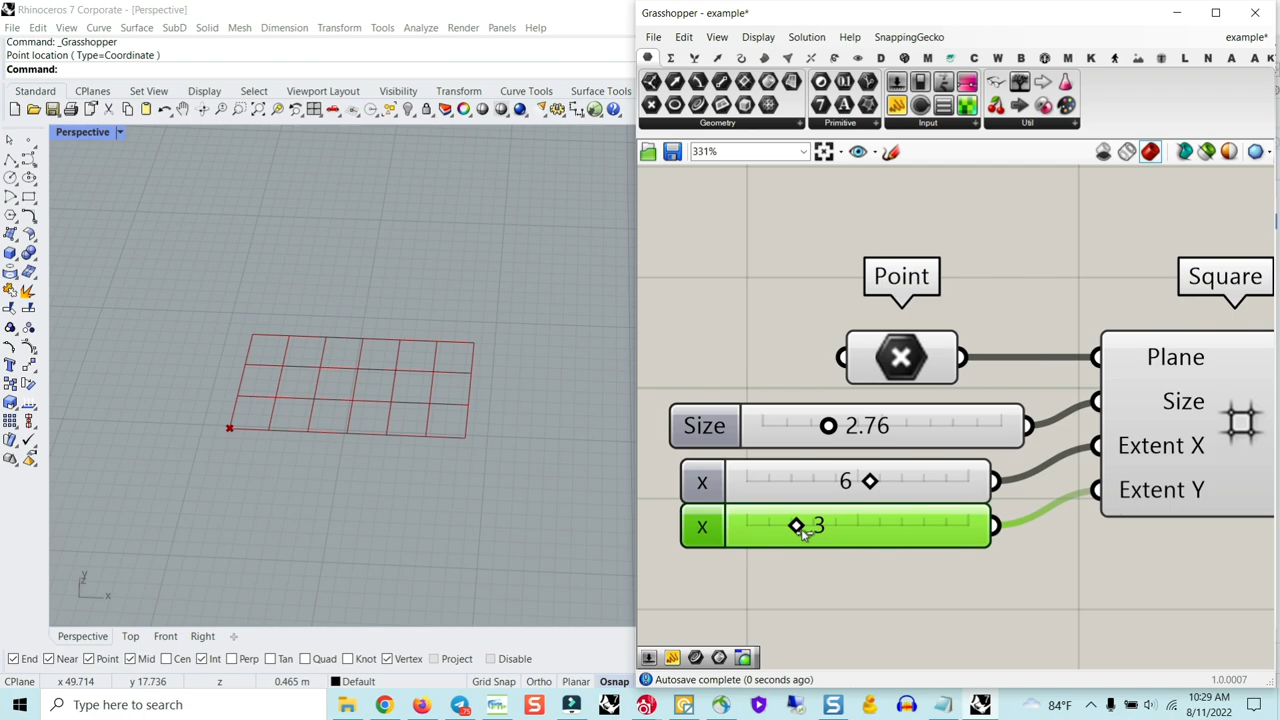 Rhinoceros 7 Corporate - [Perspective]
File Edit View Curve Surface SubD Solid Mesh Dimension Transform Tools Analyze Render Panels Help
Command: _Grasshopper
Point location ( Type=Coordinate )
Command:
Standard CPlanes Set View Display Select Viewport Layout Visibility Transform Curve Tools Surface Tools
Perspective
y
z
x
Perspective Top Front Right
Near Point Mid Cen Int Perp Tan Quad Knot Vertex Project Disable
CPlane x 49.714 y 17.736 z 0.465 m Default Grid Snap Ortho Planar Osnap
Grasshopper - example*
File Edit View Display Solution Help SnappingGecko example*
Geometry Primitive Input Util
331%
Point
Square
Plane
Size
Extent X
Extent Y
Size 2.76
x 6
x 3
Autosave complete (0 seconds ago) 1.0.0007
Type here to search
84°F
10:29 AM
8/11/2022